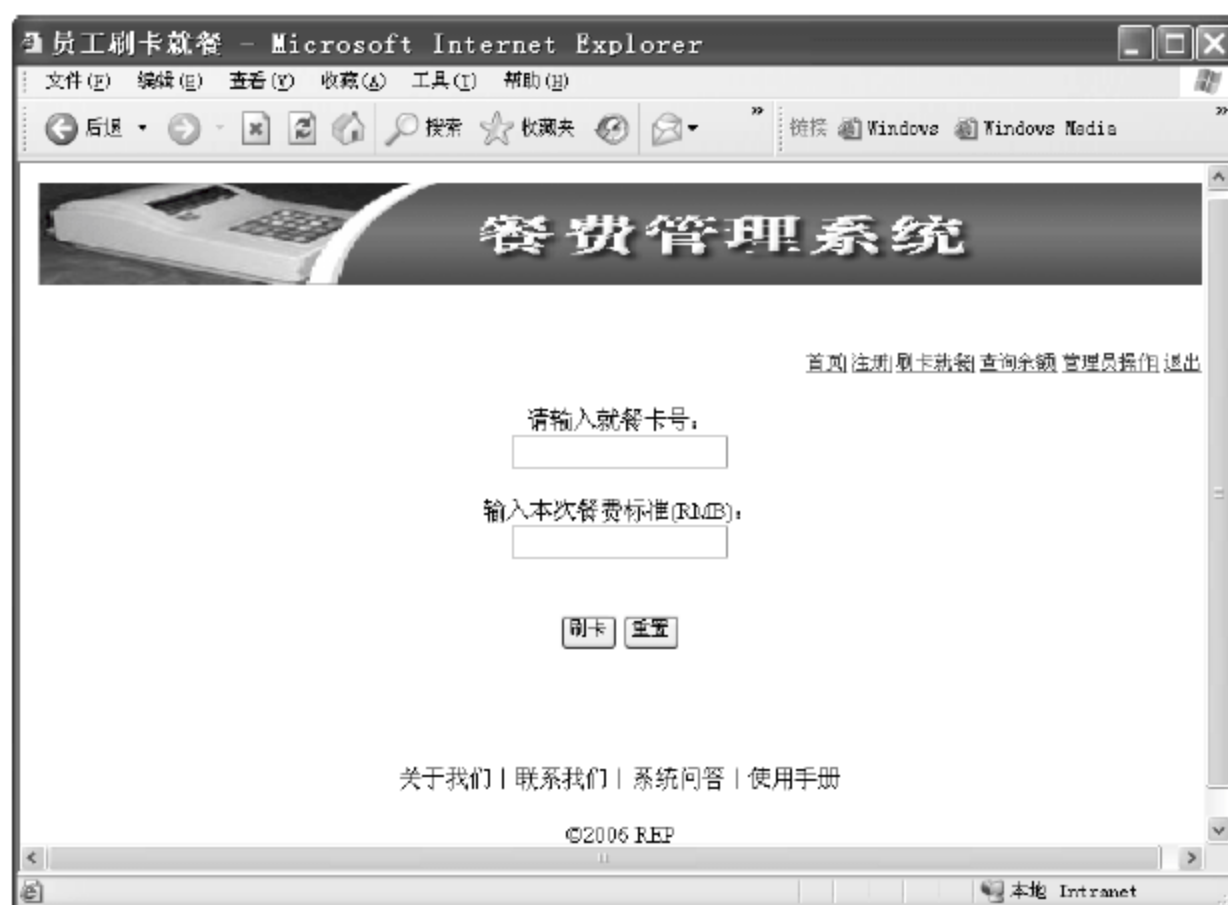 员工刷卡就餐 - Microsoft Internet Explorer
文件(F) 编辑(E) 查看(V) 收藏(A) 工具(T) 帮助(H)
后退 搜索 收藏夹 » 链接 Windows Windows Media »
餐费管理系统
首页| 注册| 刷卡就餐| 查询余额| 管理员操作| 退出
请输入就餐卡号：
输入本次餐费标准(RMB)：
刷卡 重置
关于我们 | 联系我们 | 系统问答 | 使用手册
©2006 REP
本地 Intranet